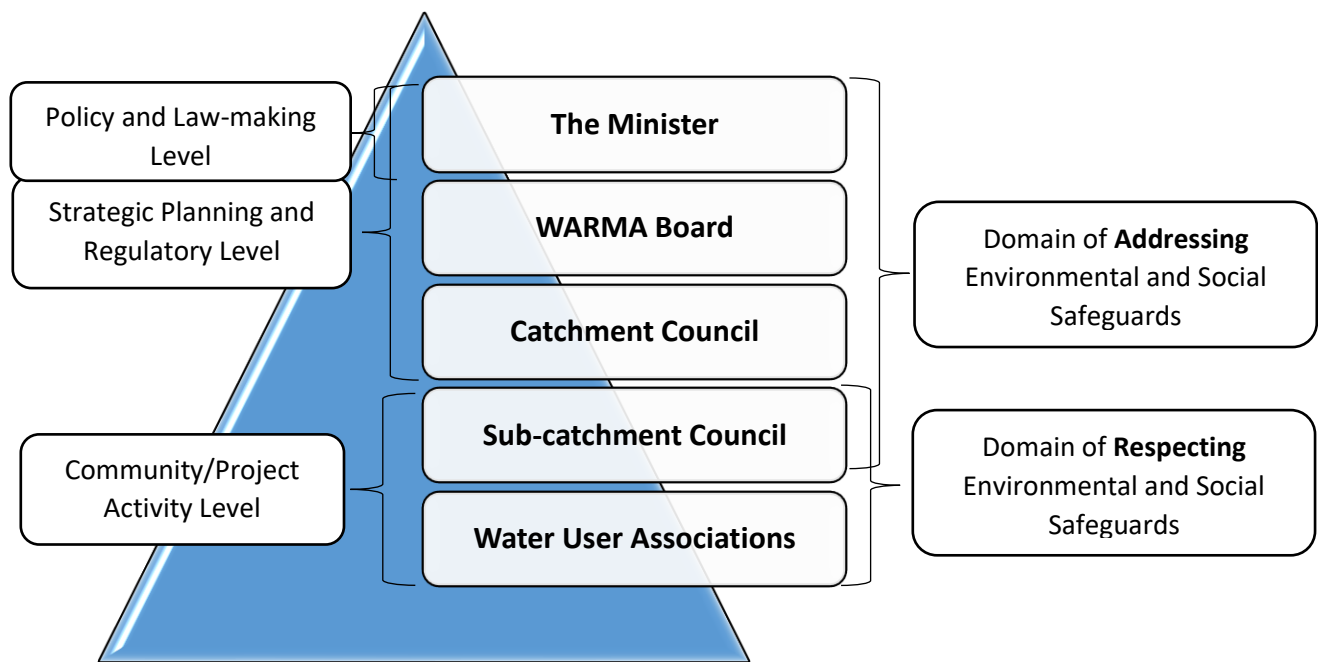 Policy and Law-making
Level
Strategic Planning and
Regulatory Level
Community/Project
Activity Level
The Minister
WARMA Board
Catchment Council
Sub-catchment Council
Water User Associations
Domain of Addressing
Environmental and Social
Safeguards
Domain of Respecting
Environmental and Social
Safeguards